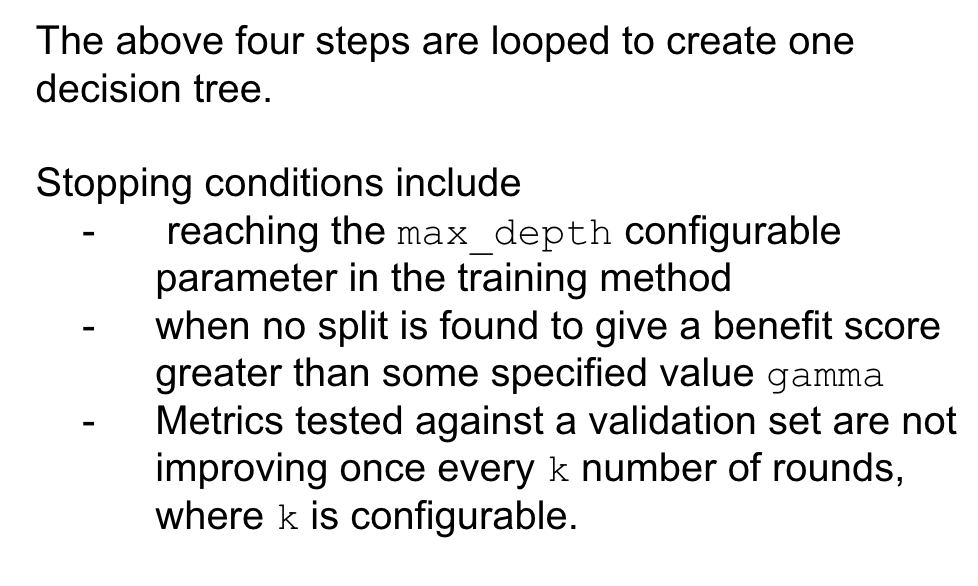 The above four steps are looped to create one
decision tree.
Stopping conditions include
- reaching the max_depth configurable
parameter in the training method
- when no split is found to give a benefit score
greater than some specified value gamma
- Metrics tested against a validation set are not
improving once every k number of rounds,
where k is configurable.